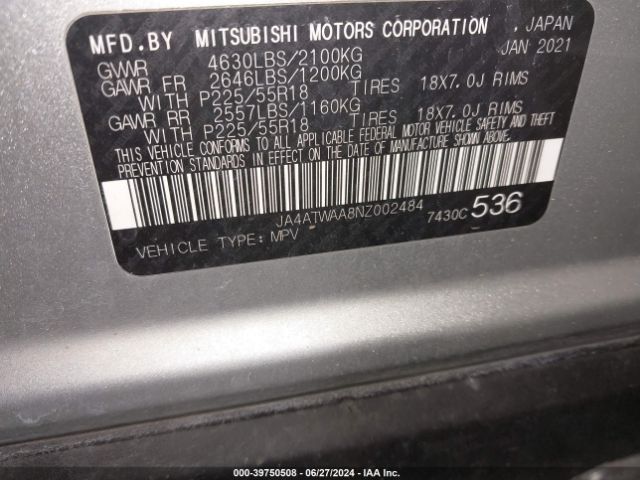 MFD.BY MITSUBISHI MOTORS CORPORATION , JAPAN
GVWR 4630LBS/2100KG JAN 2021
GAWR FR 2646LBS/1200KG
WITH P225/55R18 TIRES 18X7.0J RIMS
GAWR RR 2557LBS/1160KG
WITH P225/55R18 TIRES 18X7.0J RIMS
THIS VEHICLE CONFORMS TO ALL APPLICABLE FEDERAL MOTOR VEHICLE SAFETY AND THEFT
PREVENTION STANDARDS IN EFFECT ON THE DATE OF MANUFACTURE SHOWN ABOVE.
JA4ATWAA8NZ002484 7430C 536
VEHICLE TYPE:MPV
000-39750508 — 06/27/2024 — IAA Inc.